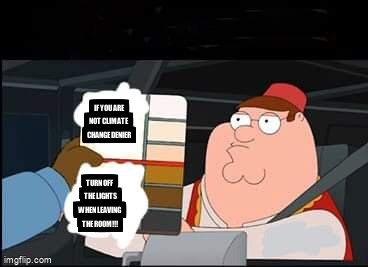 IF YOU ARE
NOT CLIMATE
CHANGE DENIER
TURN OFF
THE LIGHTS
WHEN LEAVING
THE ROOM!!!
imgflip.com